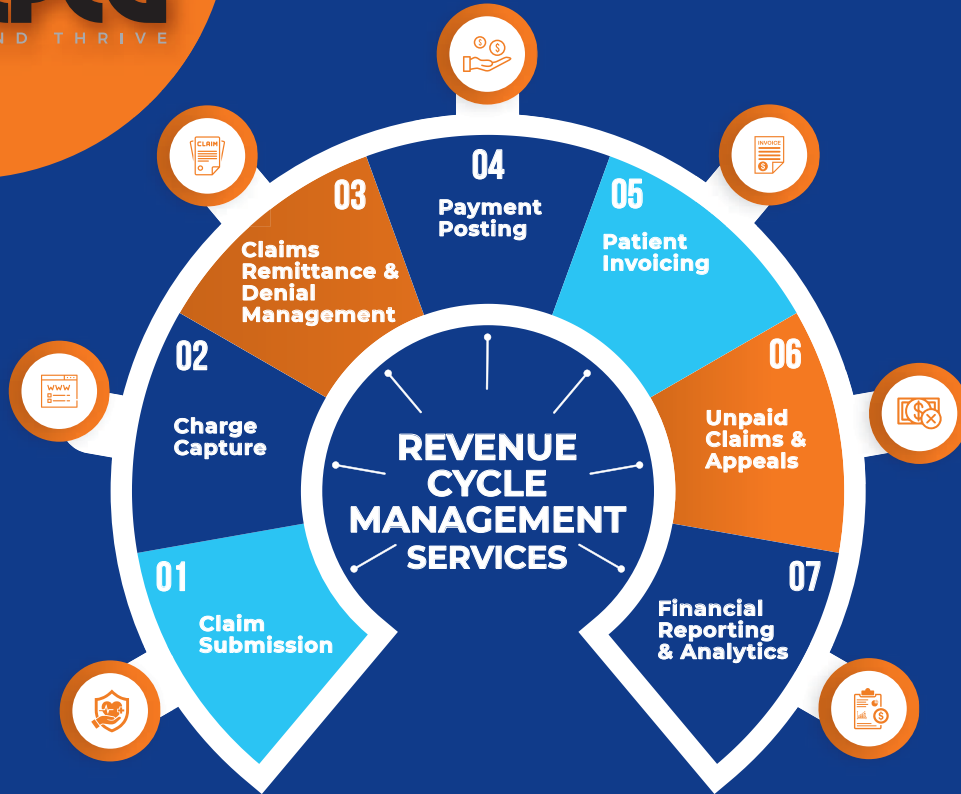 ND THRIVE
04
Payment
Posting
CLAIM
03
Claims
Remittance &
Denial
Management
INVOICE
05
Patient
Invoicing
WWW
02
Charge
Capture
06
Unpaid
Claims &
Appeals
REVENUE
CYCLE
MANAGEMENT
SERVICES
01
Claim
Submission
07
Financial
Reporting
& Analytics